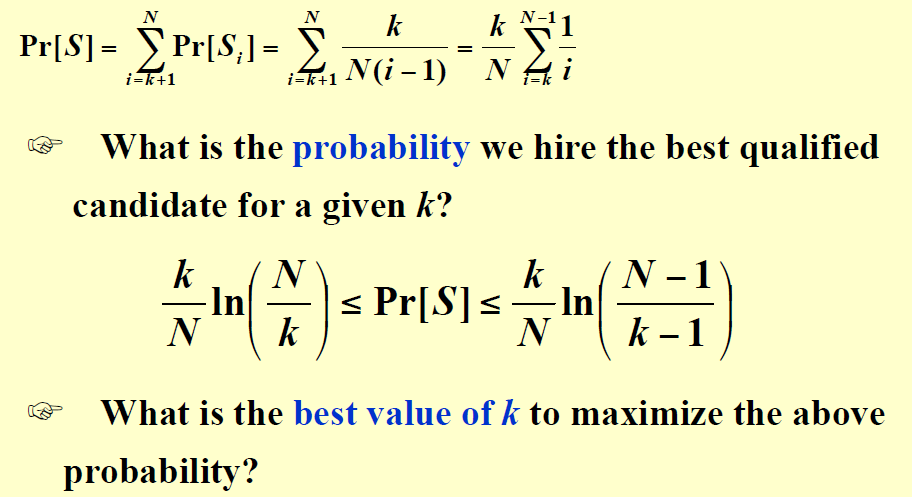 Pr[S] = \sum_{i=k+1}^{N} Pr[S_i] = \sum_{i=k+1}^{N} \frac{k}{N(i-1)} = \frac{k}{N} \sum_{i=k}^{N-1} \frac{1}{i}
☞ What is the probability we hire the best qualified
candidate for a given k?
\frac{k}{N} \ln\left(\frac{N}{k}\right) \le Pr[S] \le \frac{k}{N} \ln\left(\frac{N-1}{k-1}\right)
☞ What is the best value of k to maximize the above
probability?